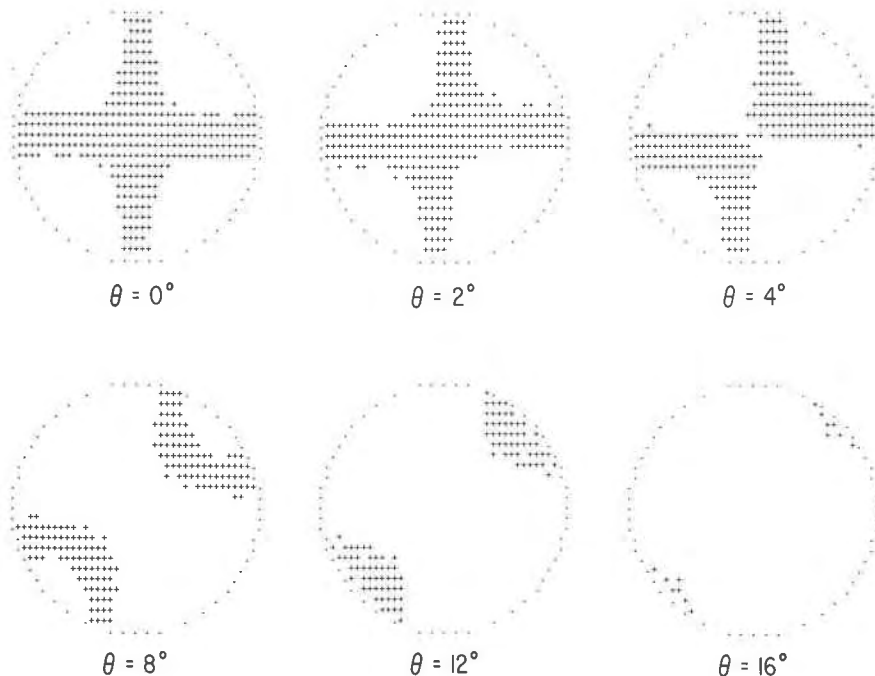 θ = 0°
θ = 2°
θ = 4°
θ = 8°
θ = 12°
θ = 16°